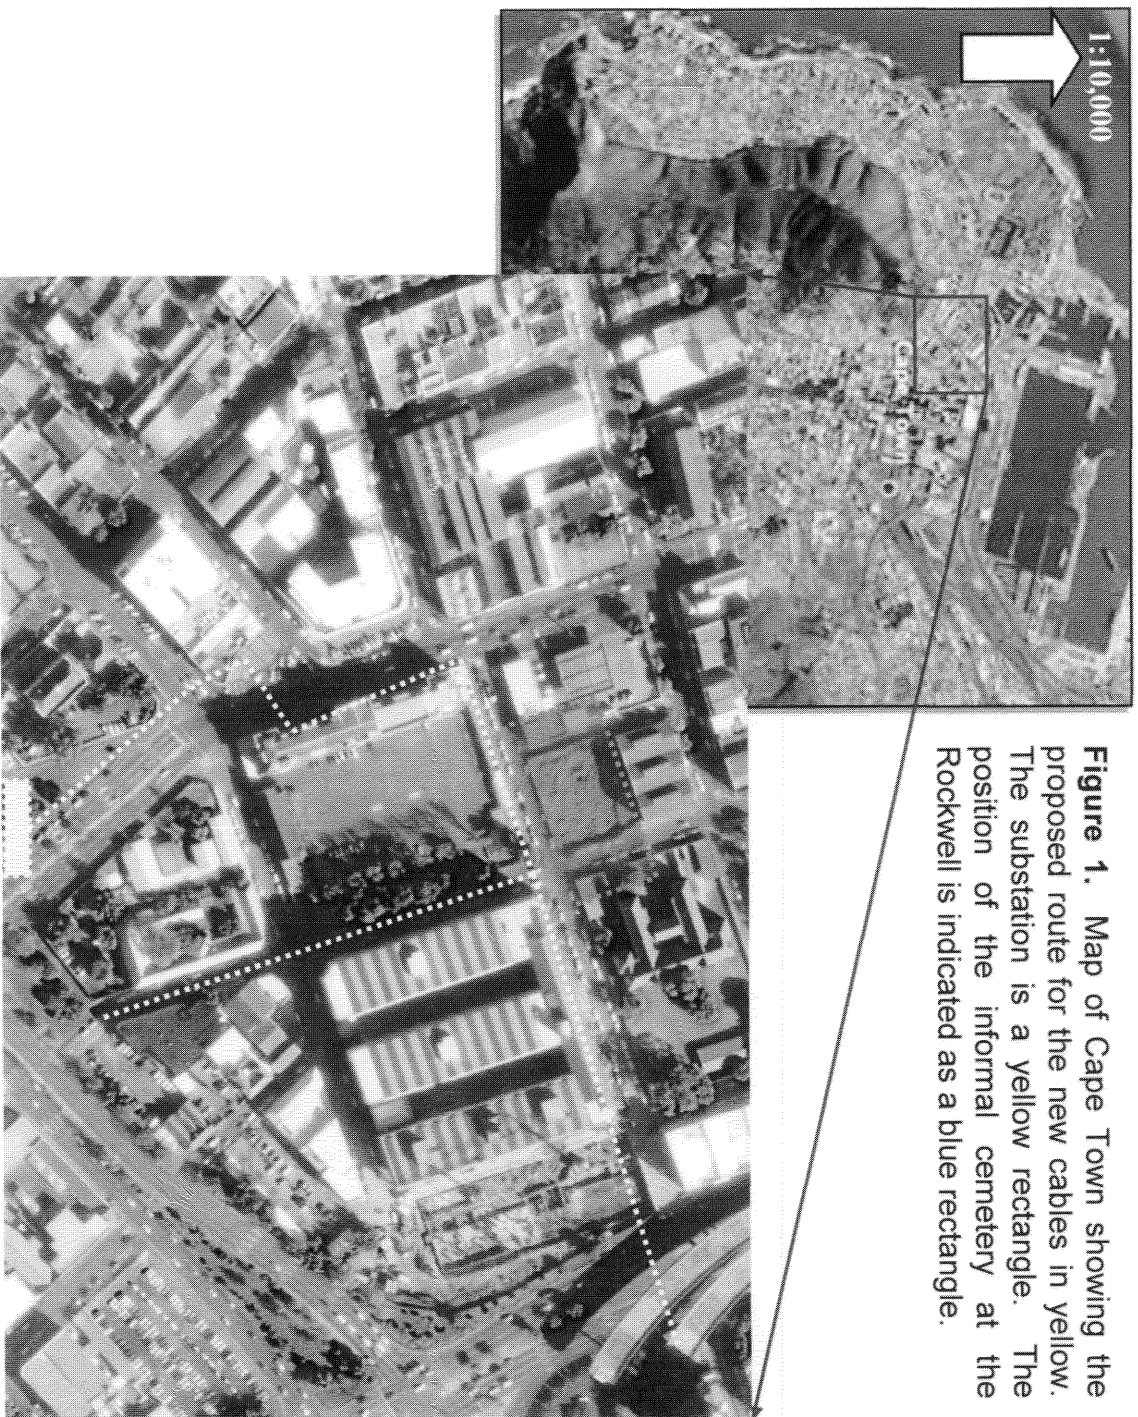 1:10,000
Cape Town
Figure 1. Map of Cape Town showing the
proposed route for the new cables in yellow.
The substation is a yellow rectangle. The
position of the informal cemetery at the
Rockwell is indicated as a blue rectangle.